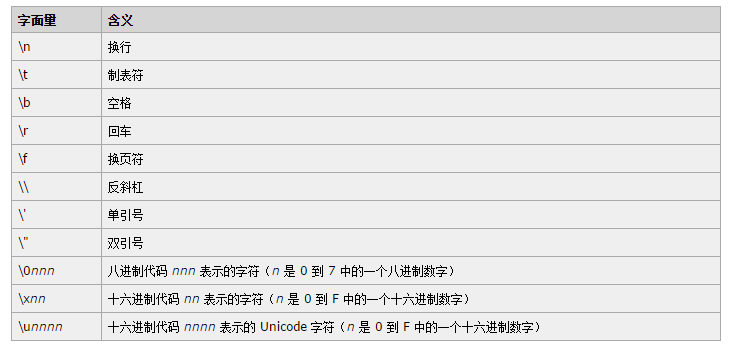 字面量 含义
\n 换行
\t 制表符
\b 空格
\r 回车
\f 换页符
\\ 反斜杠
\' 单引号
\" 双引号
\0nnn 八进制代码 nnn 表示的字符（n 是 0 到 7 中的一个八进制数字）
\xnn 十六进制代码 nn 表示的字符（n 是 0 到 F 中的一个十六进制数字）
\unnnn 十六进制代码 nnnn 表示的 Unicode 字符（n 是 0 到 F 中的一个十六进制数字）